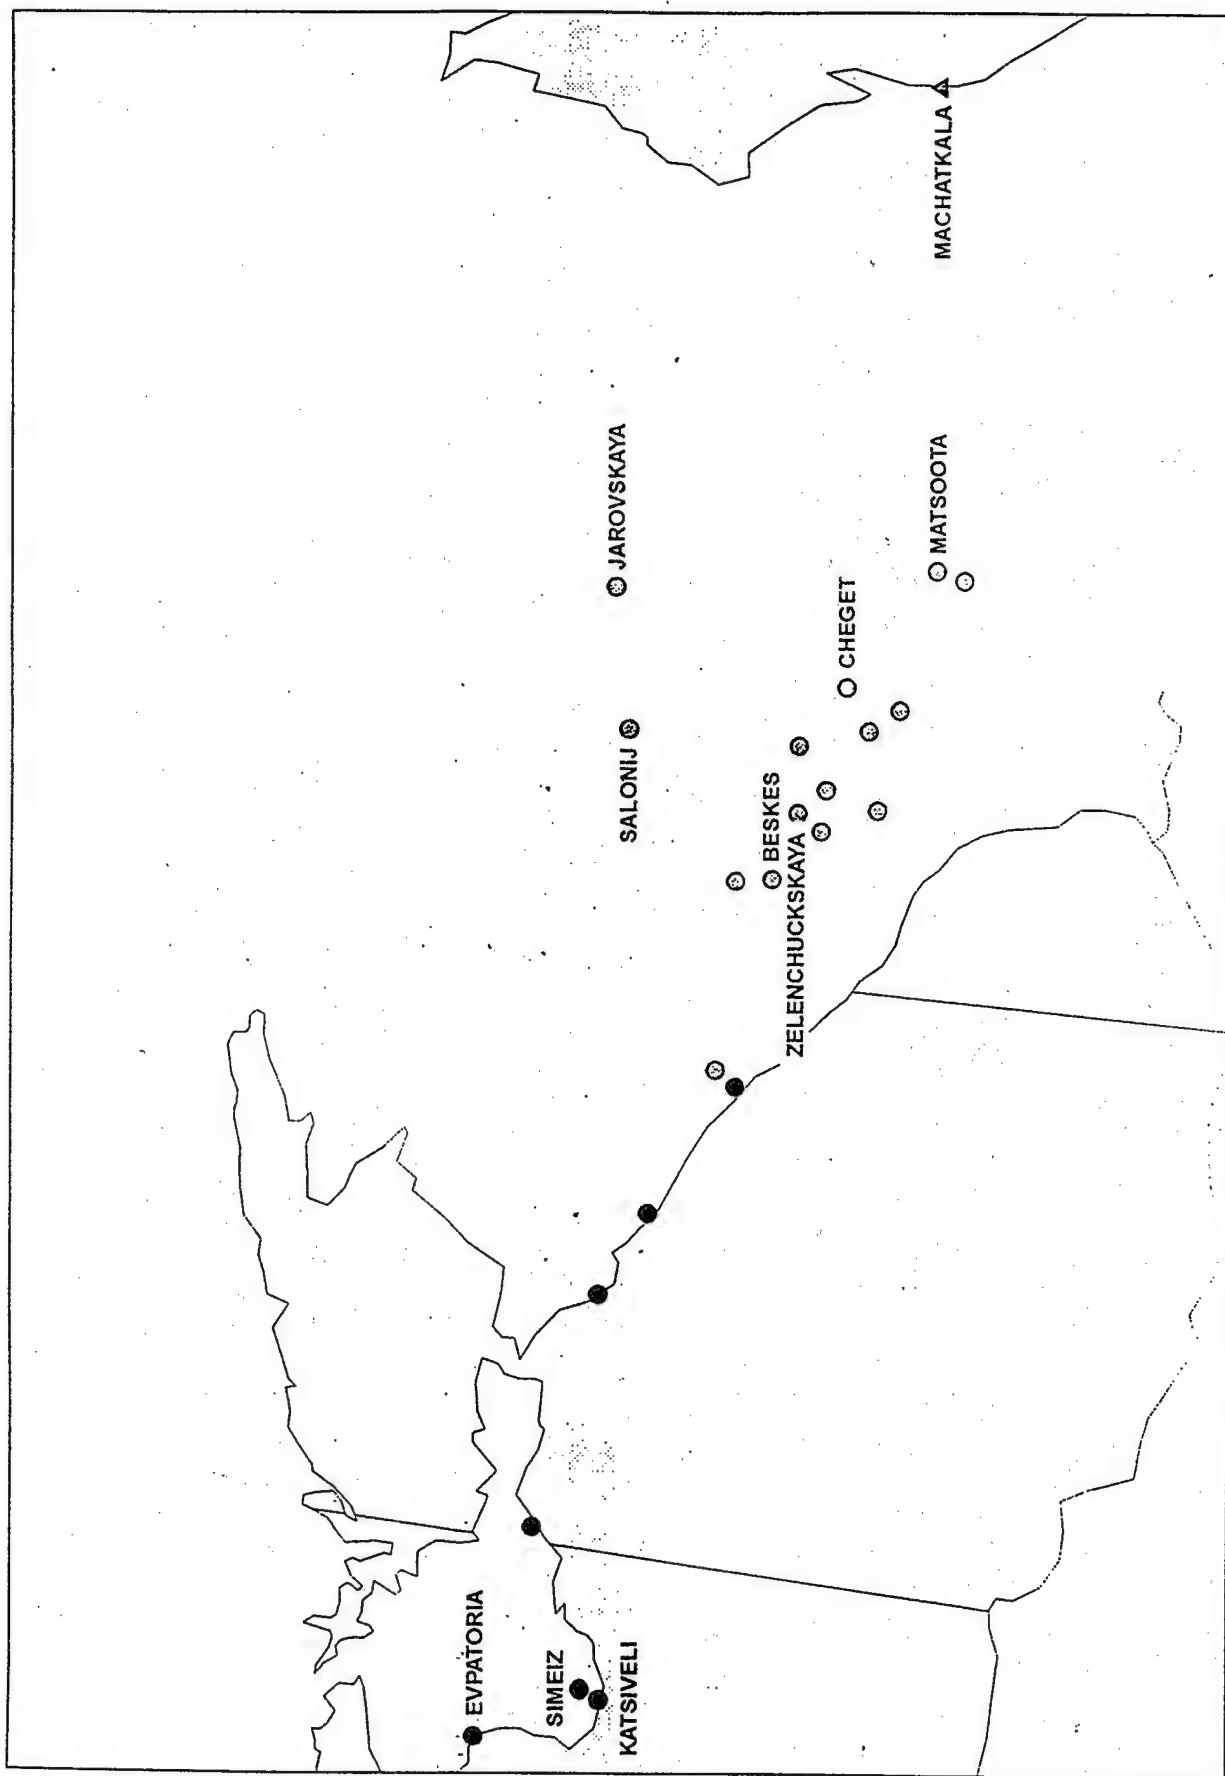 EVPATORIA
SIMEIZ
KATSIVELI
SALONIJ
JAROVSKAYA
BESKES
ZELENCHUCKSKAYA
CHEGET
MATSOOTA
MACHATKALA